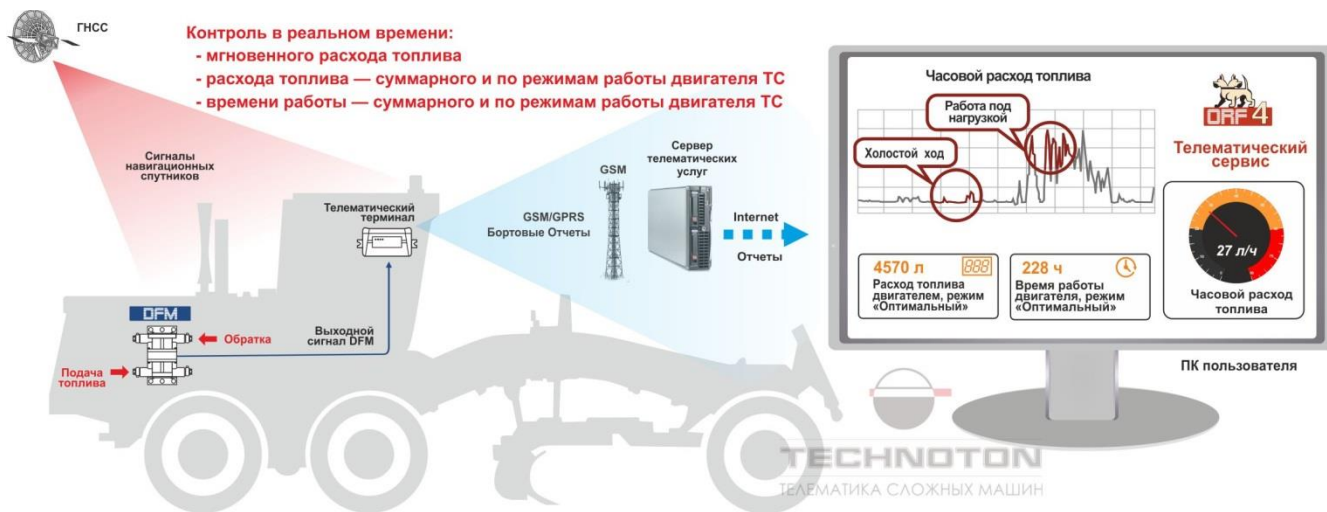 ГНСС
Контроль в реальном времени:
- мгновенного расхода топлива
- расхода топлива — суммарного и по режимам работы двигателя ТС
- времени работы — суммарного и по режимам работы двигателя ТС
Сигналы
навигационных
спутников
Телематический
терминал
GSM/GPRS
Бортовые Отчеты
GSM
Сервер
телематических
услуг
Internet
Отчеты
DFM
Обратка
Подача
топлива
Выходной
сигнал DFM
Часовой расход топлива
Работа под
нагрузкой
Холостой ход
ORF 4
Телематический
сервис
27 л/ч
Часовой расход
топлива
4570 л
888
Расход топлива
двигателем, режим
«Оптимальный»
228 ч
Время работы
двигателя, режим
«Оптимальный»
ПК пользователя
TECHNOTON
ТЕЛЕМАТИКА СЛОЖНЫХ МАШИН